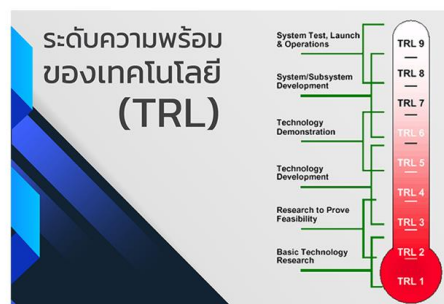 ระดับความพร้อม
ของเทคโนโลยี
(TRL)
System Test, Launch
& Operations
System/Subsystem
Development
Technology
Demonstration
Technology
Development
Research to Prove
Feasibility
Basic Technology
Research
TRL 9
TRL 8
TRL 7
TRL 6
TRL 5
TRL 4
TRL 3
TRL 2
TRL 1